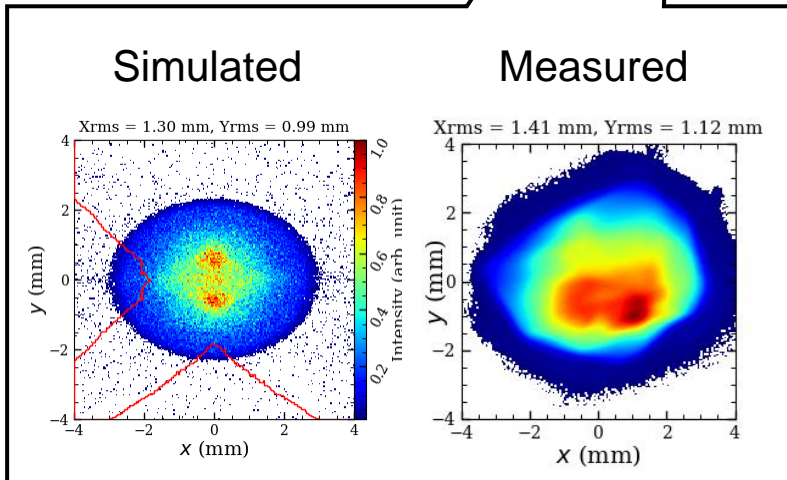 Simulated
Xrms = 1.30 mm, Yrms = 0.99 mm
4
2
0
−2
−4
y (mm)
−4 −2 0 2 4
x (mm)
1.0
0.8
0.6
0.4
0.2
Intensity (arb. unit)
Measured
Xrms = 1.41 mm, Yrms = 1.12 mm
4
2
0
−2
−4
y (mm)
−4 −2 0 2 4
x (mm)